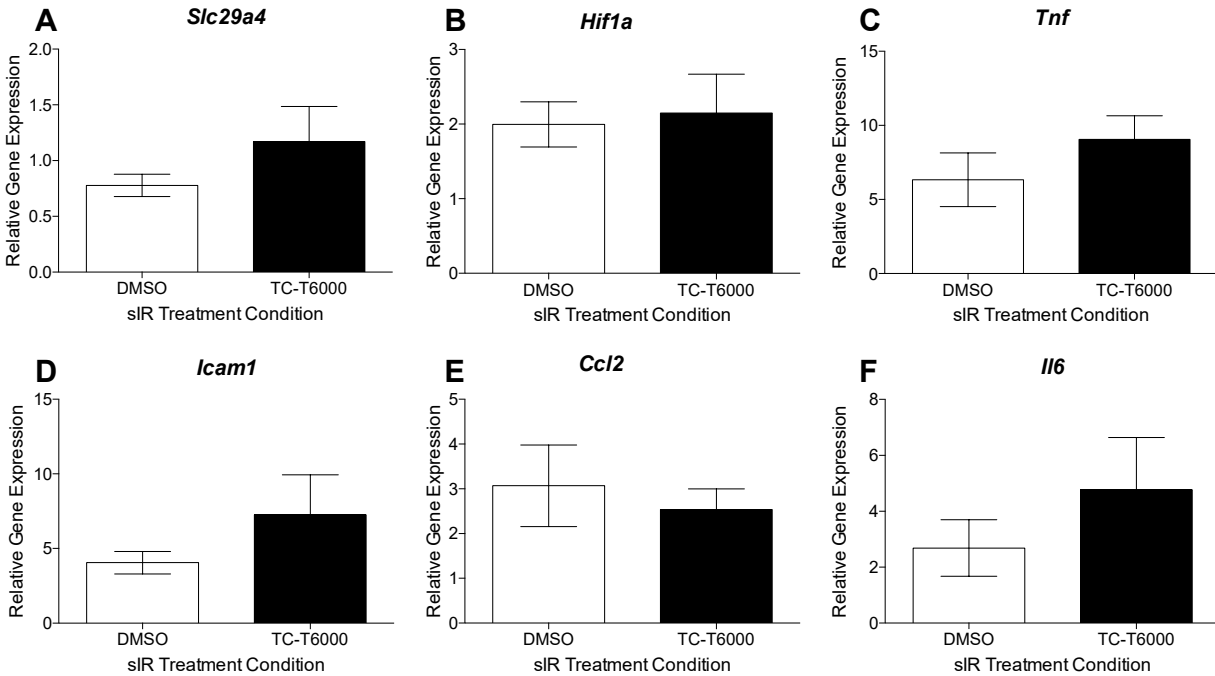 A
Slc29a4
Relative Gene Expression
2.0
1.5
1.0
0.5
0.0
DMSO
TC-T6000
sIR Treatment Condition
B
Hif1a
Relative Gene Expression
3
2
1
0
DMSO
TC-T6000
sIR Treatment Condition
C
Tnf
Relative Gene Expression
15
10
5
0
DMSO
TC-T6000
sIR Treatment Condition
D
Icam1
Relative Gene Expression
15
10
5
0
DMSO
TC-T6000
sIR Treatment Condition
E
Ccl2
Relative Gene Expression
5
4
3
2
1
0
DMSO
TC-T6000
sIR Treatment Condition
F
Il6
Relative Gene Expression
8
6
4
2
0
DMSO
TC-T6000
sIR Treatment Condition